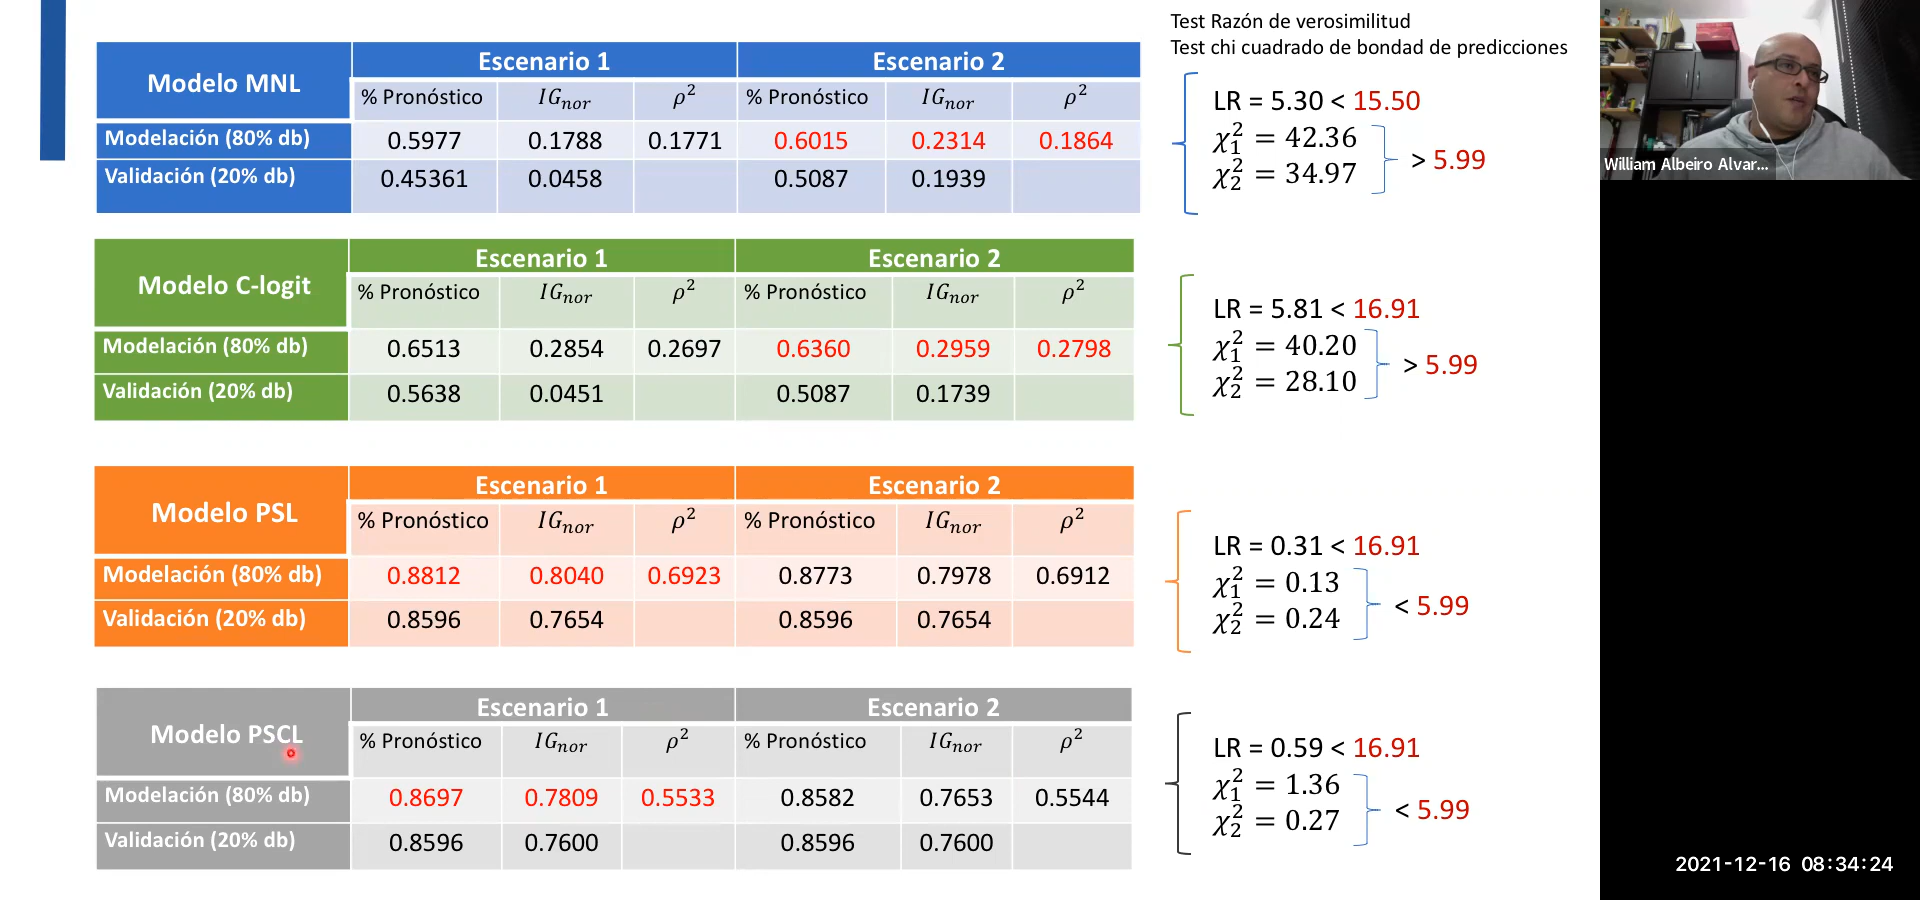 Test Razón de verosimilitud
Test chi cuadrado de bondad de predicciones
Modelo MNL
Escenario 1
Escenario 2
% Pronóstico IG_nor ρ² % Pronóstico IG_nor ρ²
Modelación (80% db) 0.5977 0.1788 0.1771 0.6015 0.2314 0.1864
Validación (20% db) 0.45361 0.0458 0.5087 0.1939
LR = 5.30 < 15.50
χ₁² = 42.36
χ₂² = 34.97
> 5.99
Modelo C-logit
Escenario 1
Escenario 2
% Pronóstico IG_nor ρ² % Pronóstico IG_nor ρ²
Modelación (80% db) 0.6513 0.2854 0.2697 0.6360 0.2959 0.2798
Validación (20% db) 0.5638 0.0451 0.5087 0.1739
LR = 5.81 < 16.91
χ₁² = 40.20
χ₂² = 28.10
> 5.99
Modelo PSL
Escenario 1
Escenario 2
% Pronóstico IG_nor ρ² % Pronóstico IG_nor ρ²
Modelación (80% db) 0.8812 0.8040 0.6923 0.8773 0.7978 0.6912
Validación (20% db) 0.8596 0.7654 0.8596 0.7654
LR = 0.31 < 16.91
χ₁² = 0.13
χ₂² = 0.24
< 5.99
Modelo PSCL
Escenario 1
Escenario 2
% Pronóstico IG_nor ρ² % Pronóstico IG_nor ρ²
Modelación (80% db) 0.8697 0.7809 0.5533 0.8582 0.7653 0.5544
Validación (20% db) 0.8596 0.7600 0.8596 0.7600
LR = 0.59 < 16.91
χ₁² = 1.36
χ₂² = 0.27
< 5.99
William Albeiro Alvar...
2021-12-16 08:34:24